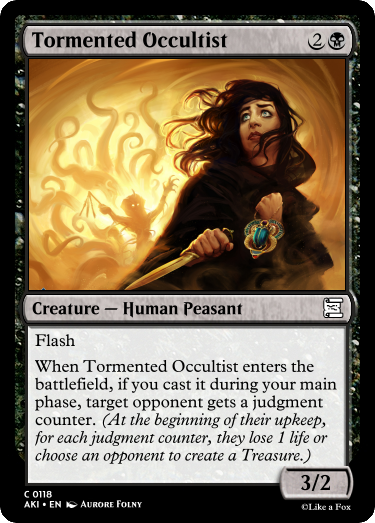 Tormented Occultist 2
Creature — Human Peasant
Flash
When Tormented Occultist enters the
battlefield, if you cast it during your main
phase, target opponent gets a judgment
counter. (At the beginning of their upkeep,
for each judgment counter, they lose 1 life or
choose an opponent to create a Treasure.)
3/2
C 0118
AKI • EN Aurore Folny
©Like a Fox